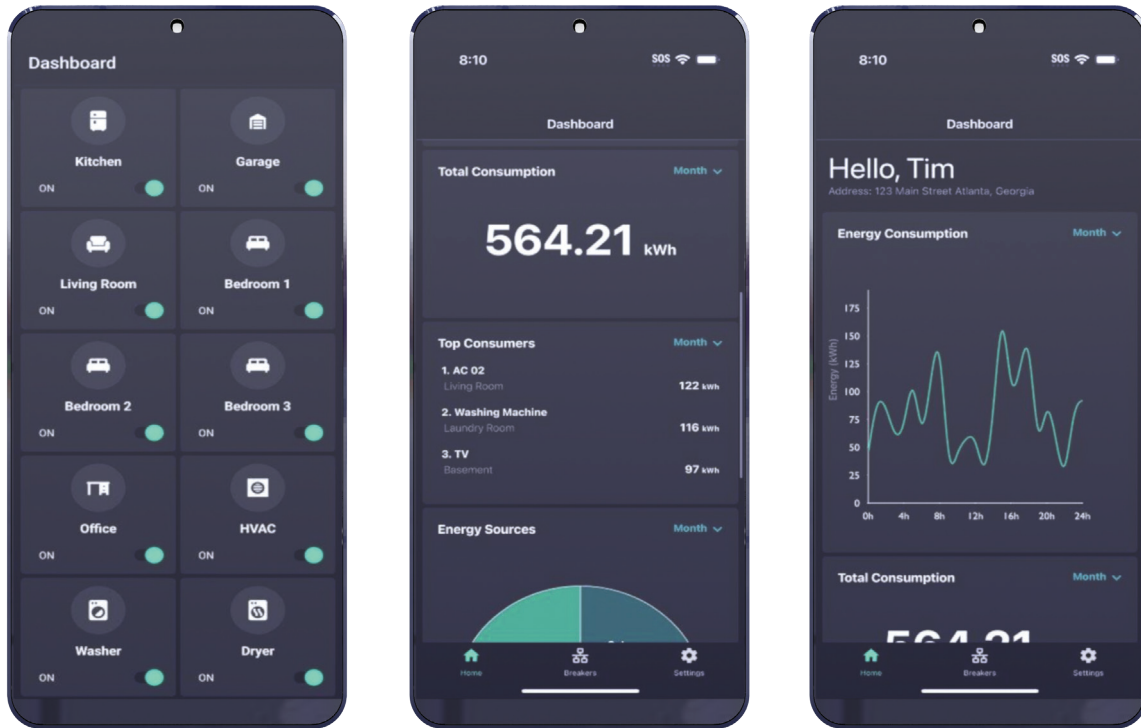 Dashboard
Kitchen
ON
Garage
ON
Living Room
ON
Bedroom 1
ON
Bedroom 2
ON
Bedroom 3
ON
Office
ON
HVAC
ON
Washer
ON
Dryer
ON
8:10 SOS
Dashboard
Total Consumption Month
564.21 kWh
Top Consumers Month
1. AC 02
Living Room 122 kWh
2. Washing Machine
Laundry Room 116 kWh
3. TV
Basement 97 kWh
Energy Sources Month
Home Breakers Settings
8:10 SOS
Dashboard
Hello, Tim
Address: 123 Main Street Atlanta, Georgia
Energy Consumption Month
Energy (kWh)
175
150
125
100
75
50
25
0
0h 4h 8h 12h 16h 20h 24h
Total Consumption Month
564.21
Home Breakers Settings